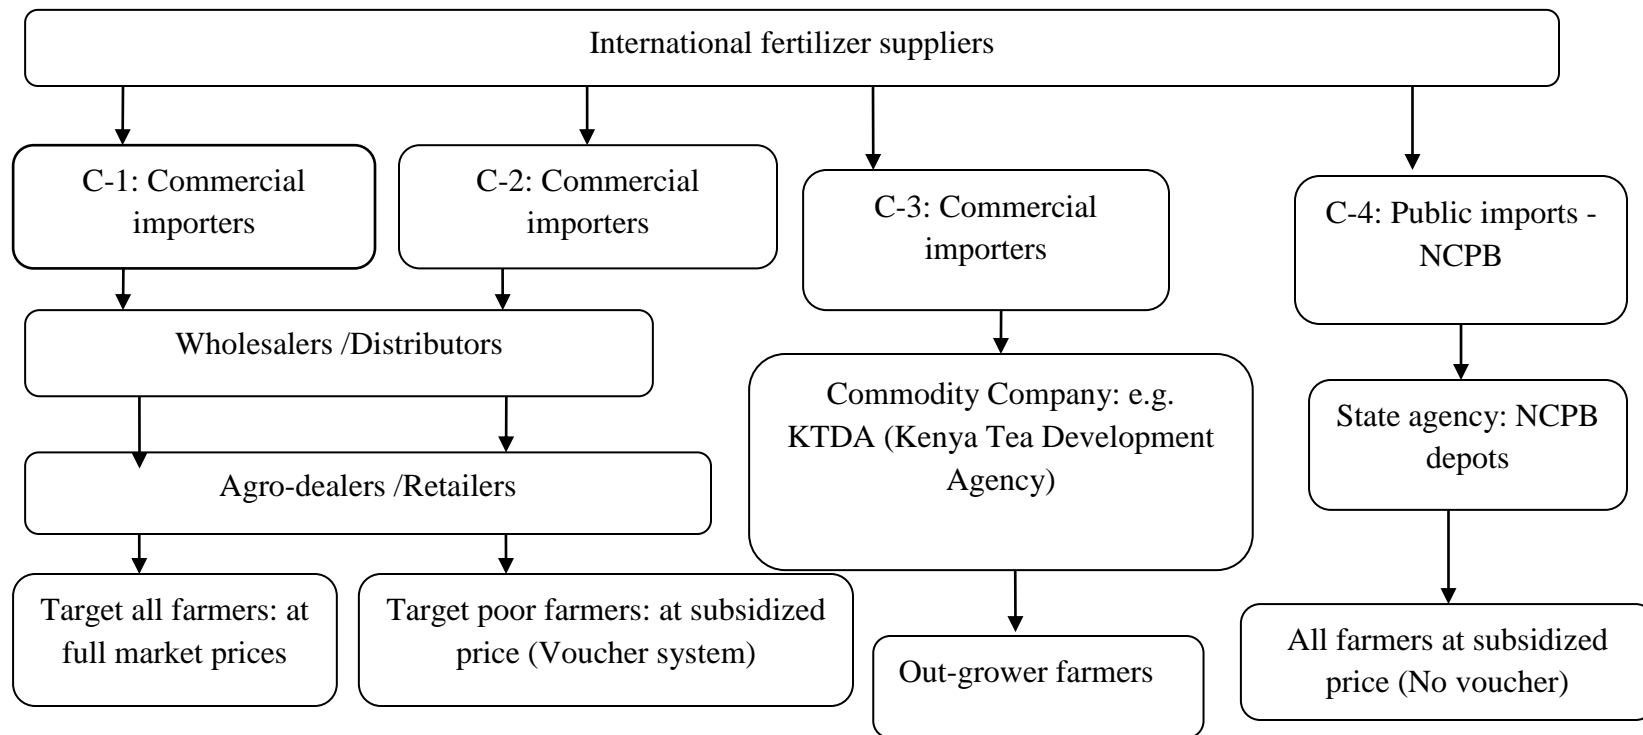 International fertilizer suppliers
C-1: Commercial
importers
C-2: Commercial
importers
C-3: Commercial
importers
C-4: Public imports -
NCPB
Wholesalers /Distributors
Commodity Company: e.g.
KTDA (Kenya Tea Development
Agency)
State agency: NCPB
depots
Agro-dealers /Retailers
Target all farmers: at
full market prices
Target poor farmers: at subsidized
price (Voucher system)
Out-grower farmers
All farmers at subsidized
price (No voucher)